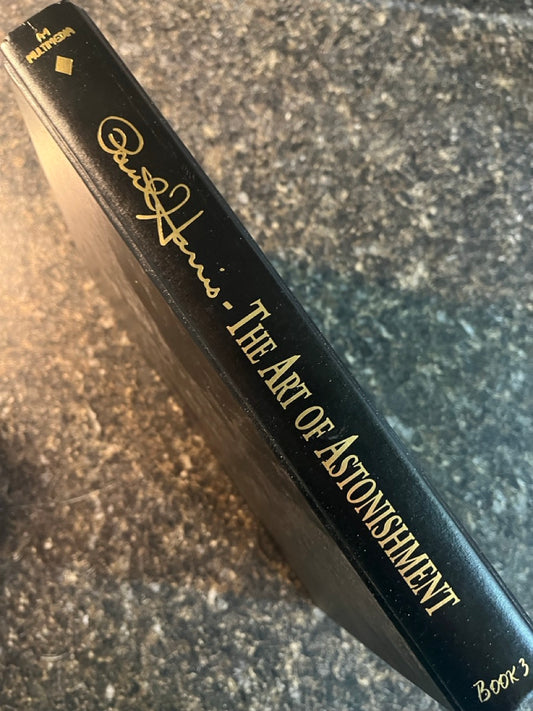 A-1
MULTIMEDIA
Paul Harris - THE ART OF ASTONISHMENT
BOOK 3